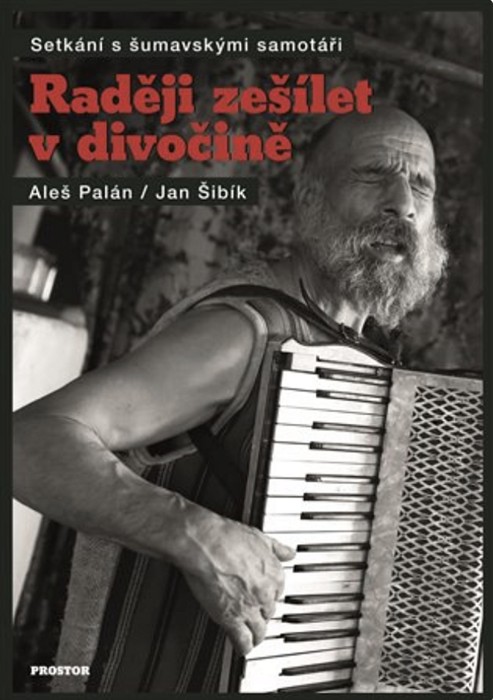 Setkání s šumavskými samotáři
Raději zešílet
v divočině
Aleš Palán / Jan Šibík
PROSTOR